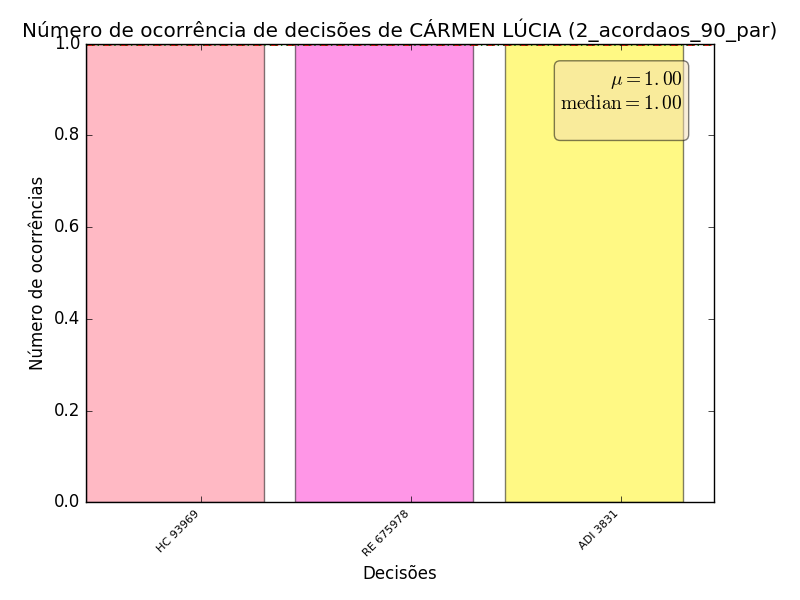 Número de ocorrência de decisões de CÁRMEN LÚCIA (2_acordaos_90_par)
1.0
0.8
0.6
0.4
0.2
0.0
Número de ocorrências
μ = 1.00
median = 1.00
HC 93969
RE 675978
ADI 3831
Decisões